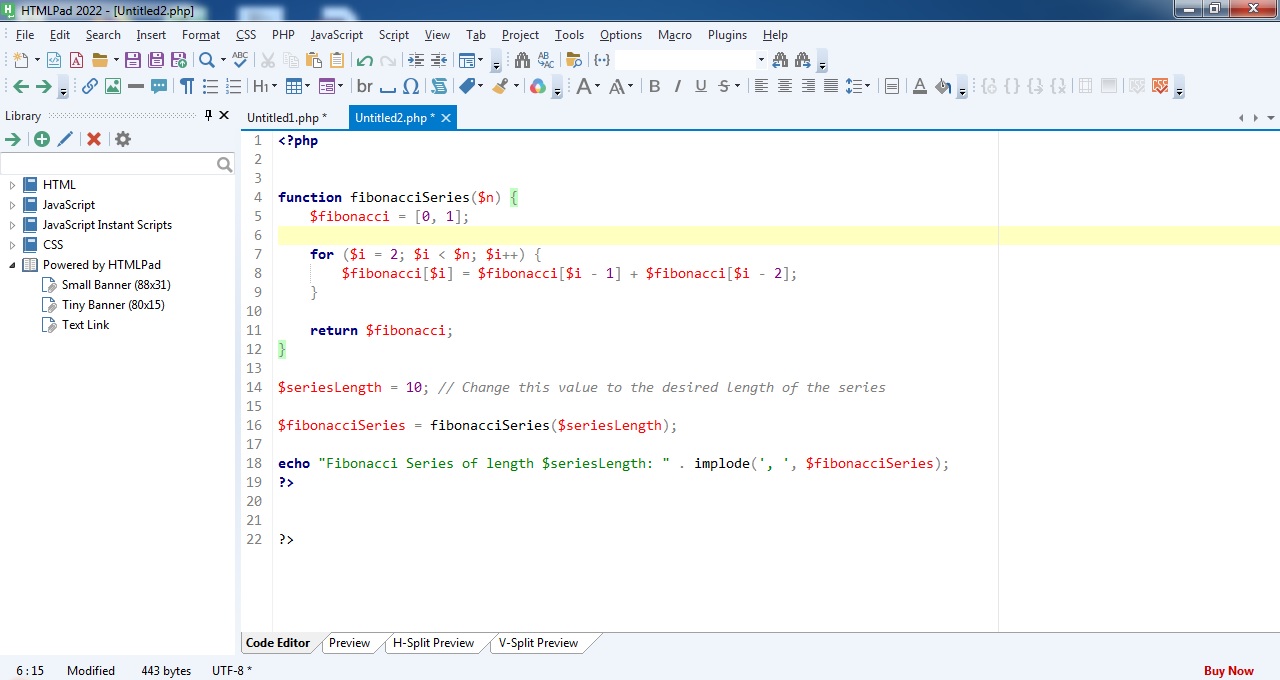 HTMLPad 2022 - [Untitled2.php]
File Edit Search Insert Format CSS PHP JavaScript Script View Tab Project Tools Options Macro Plugins Help
ABC
H br B I U S
Library
Untitled1.php * Untitled2.php *
HTML
JavaScript
JavaScript Instant Scripts
CSS
Powered by HTMLPad
Small Banner (88x31)
Tiny Banner (80x15)
Text Link
1 <?php
2
3
4 function fibonacciSeries($n) {
5     $fibonacci = [0, 1];
6
7     for ($i = 2; $i < $n; $i++) {
8         $fibonacci[$i] = $fibonacci[$i - 1] + $fibonacci[$i - 2];
9     }
10
11     return $fibonacci;
12 }
13
14 $seriesLength = 10; // Change this value to the desired length of the series
15
16 $fibonacciSeries = fibonacciSeries($seriesLength);
17
18 echo "Fibonacci Series of length $seriesLength: " . implode(', ', $fibonacciSeries);
19 ?>
20
21
22 ?>
Code Editor Preview H-Split Preview V-Split Preview
6 : 15 Modified 443 bytes UTF-8 * Buy Now